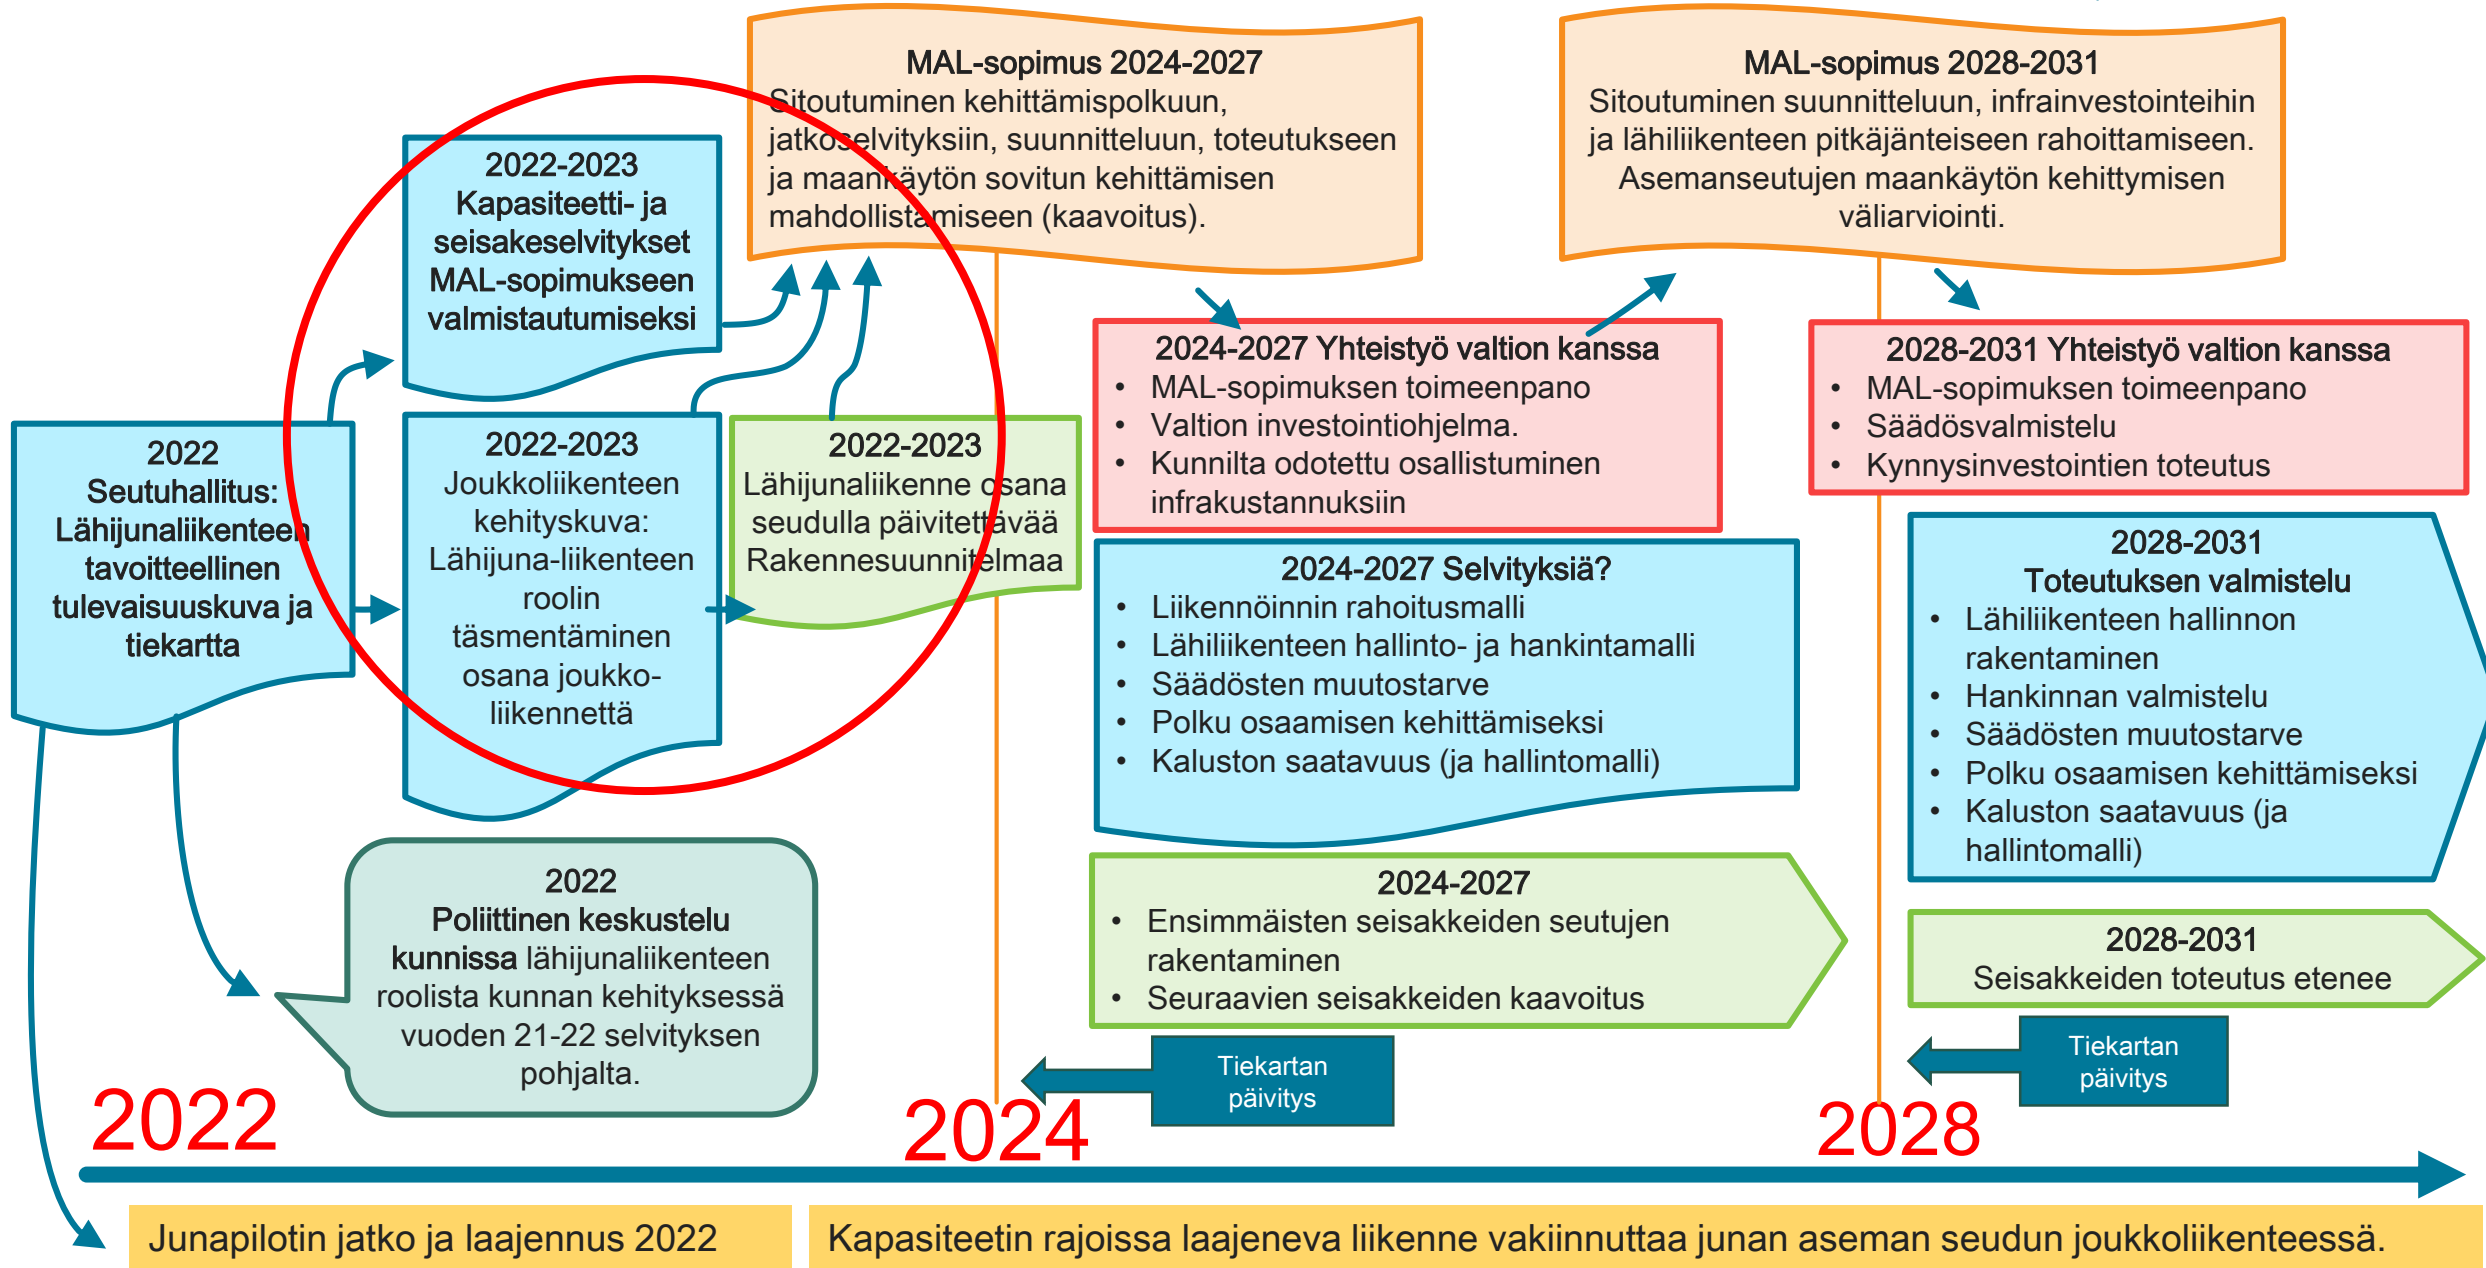 MAL-sopimus 2024-2027
Sitoutuminen kehittämispolkuun,
jatkoselvityksiin, suunnitteluun, toteutukseen
ja maankäytön sovitun kehittämisen
mahdollistamiseen (kaavoitus).
MAL-sopimus 2028-2031
Sitoutuminen suunnitteluun, infrainvestointeihin
ja lähiliikenteen pitkäjänteiseen rahoittamiseen.
Asemanseutujen maankäytön kehittymisen
väliarviointi.
2022-2023
Kapasiteetti- ja
seisakeselvitykset
MAL-sopimukseen
valmistautumiseksi
2022
Seutuhallitus:
Lähijunaliikenteen
tavoitteellinen
tulevaisuuskuva ja
tiekartta
2022-2023
Joukkoliikenteen
kehityskuva:
Lähijuna-liikenteen
roolin
täsmentäminen
osana joukko-
liikennettä
2022-2023
Lähijunaliikenne osana
seudulla päivitettävää
Rakennesuunnitelmaa
2024-2027 Yhteistyö valtion kanssa
• MAL-sopimuksen toimeenpano
• Valtion investointiohjelma.
• Kunnilta odotettu osallistuminen
infrakustannuksiin
2028-2031 Yhteistyö valtion kanssa
• MAL-sopimuksen toimeenpano
• Säädösvalmistelu
• Kynnysinvestointien toteutus
2024-2027 Selvityksiä?
• Liikennöinnin rahoitusmalli
• Lähiliikenteen hallinto- ja hankintamalli
• Säädösten muutostarve
• Polku osaamisen kehittämiseksi
• Kaluston saatavuus (ja hallintomalli)
2028-2031
Toteutuksen valmistelu
• Lähiliikenteen hallinnon
rakentaminen
• Hankinnan valmistelu
• Säädösten muutostarve
• Polku osaamisen kehittämiseksi
• Kaluston saatavuus (ja
hallintomalli)
2022
Poliittinen keskustelu
kunnissa lähijunaliikenteen
roolista kunnan kehityksessä
vuoden 21-22 selvityksen
pohjalta.
2024-2027
• Ensimmäisten seisakkeiden seutujen
rakentaminen
• Seuraavien seisakkeiden kaavoitus
2028-2031
Seisakkeiden toteutus etenee
Tiekartan
päivitys
Tiekartan
päivitys
2022
2024
2028
Junapilotin jatko ja laajennus 2022
Kapasiteetin rajoissa laajeneva liikenne vakiinnuttaa junan aseman seudun joukkoliikenteessä.